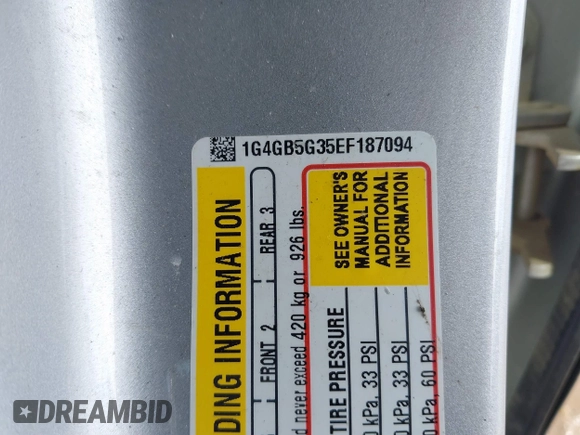 1G4GB5G35EF187094
DING INFORMATION
FRONT 2 REAR 3
d never exceed 420 kg or 926 lbs.
TIRE PRESSURE
SEE OWNER'S
MANUAL FOR
ADDITIONAL
INFORMATION
kPa, 33 PSI
kPa, 33 PSI
kPa, 60 PSI
DREAMBID